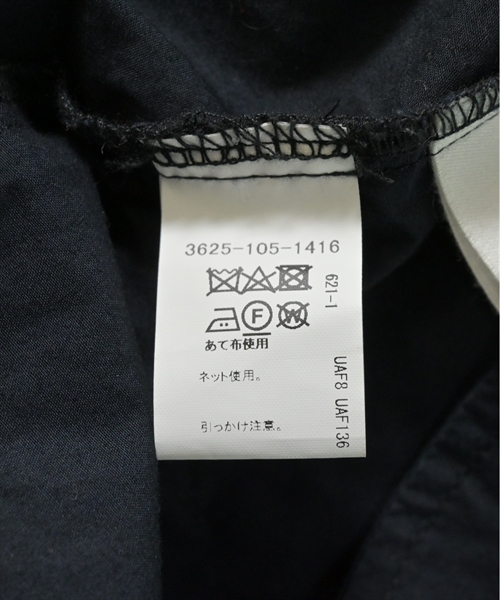 3625-105-1416
F W
あて布使用
ネット使用。
引っかけ注意。
621-1
UAF8 UAF136